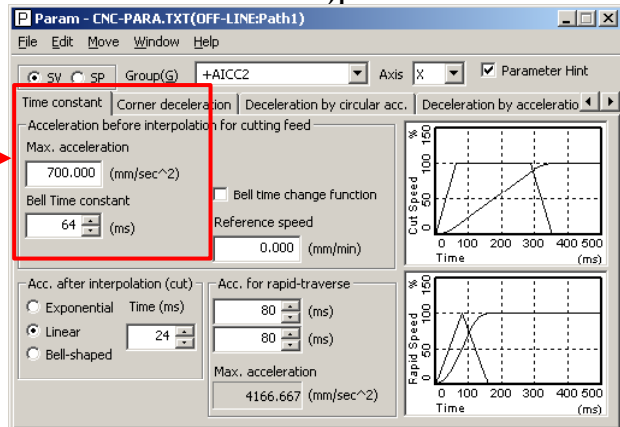 Param - CNC-PARA.TXT(OFF-LINE:Path1)
File Edit Move Window Help
SV SP Group(G) +AICC2 Axis X Parameter Hint
Time constant Corner deceleration Deceleration by circular acc. Deceleration by acceleratio
Acceleration before interpolation for cutting feed
Max. acceleration
700.000 (mm/sec^2)
Bell Time constant
64 (ms)
Bell time change function
Reference speed
0.000 (mm/min)
Cut Speed
% 150
100
50
0
0 100 200 300 400 500
Time (ms)
Acc. after interpolation (cut)
Exponential Time (ms)
Linear 24
Bell-shaped
Acc. for rapid-traverse
80 (ms)
80 (ms)
Max. acceleration
4166.667 (mm/sec^2)
Rapid Speed
% 150
100
50
0
0 100 200 300 400 500
Time (ms)